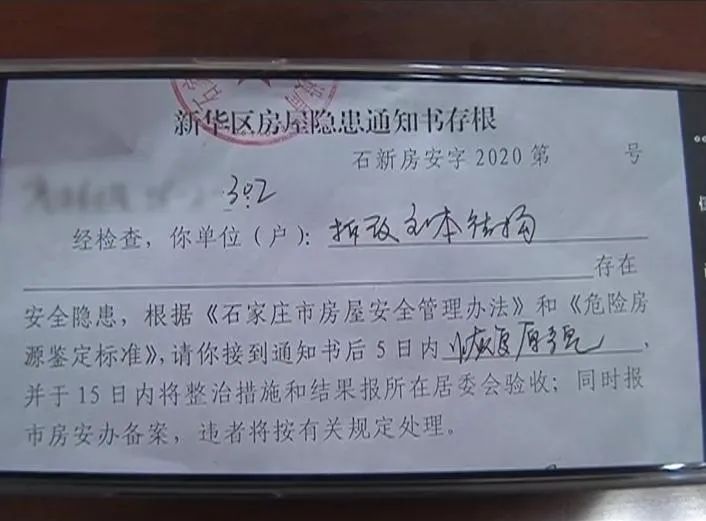 新华区房屋隐患通知书存根
石新房安字 2020 第 号
302
经检查，你单位（户）：拆改主体结构
存在
安全隐患，根据《石家庄市房屋安全管理办法》和《危险房
源鉴定标准》，请你接到通知书后 5 日内恢复原貌，
并于 15 日内将整治措施和结果报所在居委会验收；同时报
市房安办备案，违者将按有关规定处理。